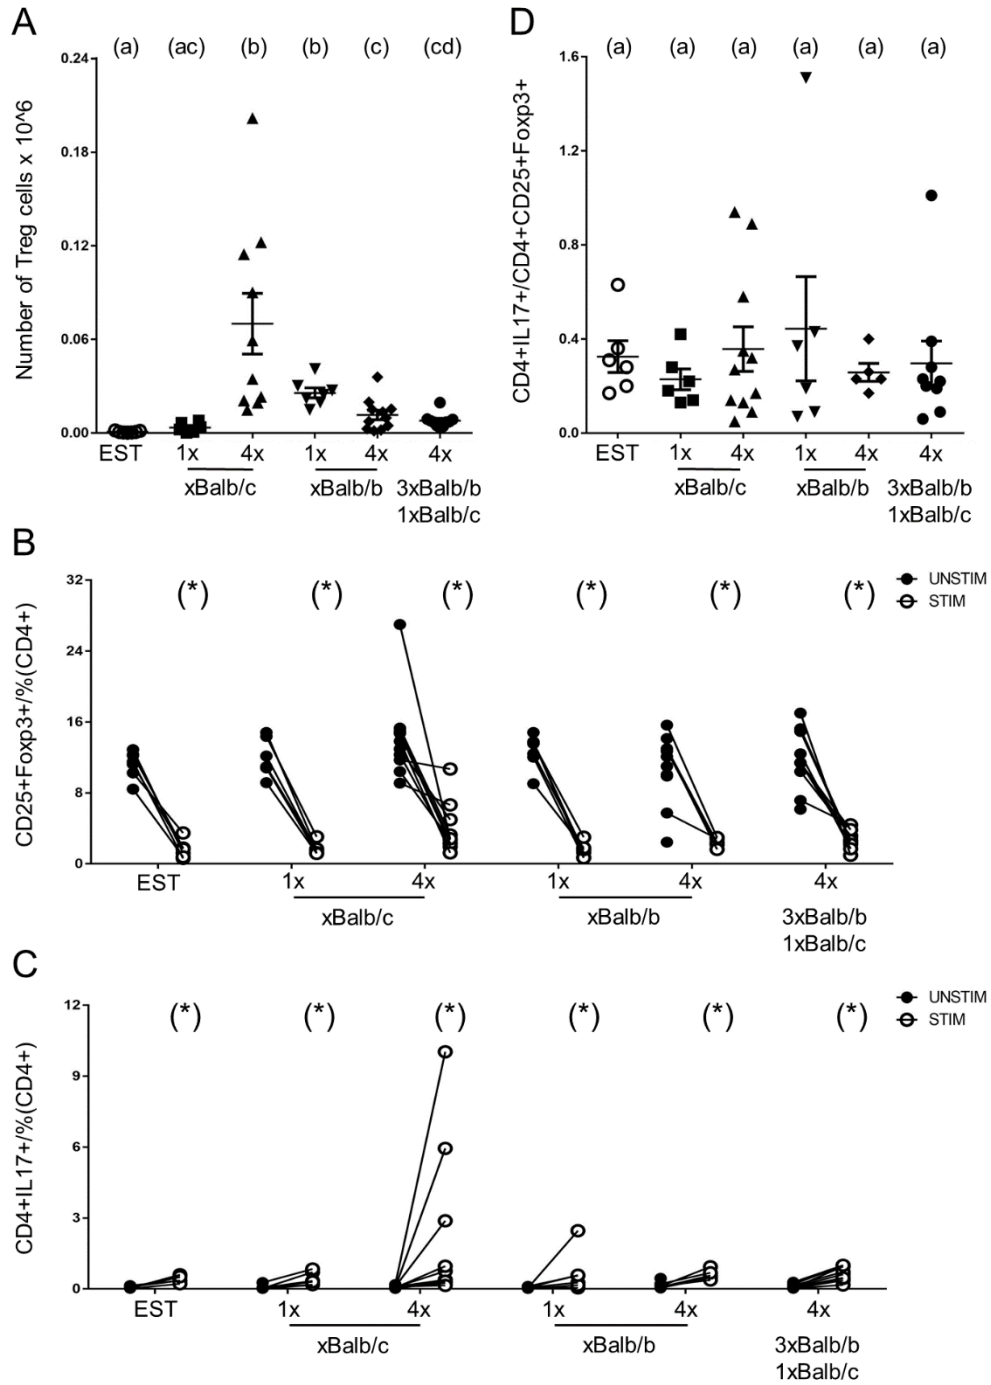 A
(a) (ac) (b) (b) (c) (cd)
Number of Treg cells x 10^6
0.24
0.18
0.12
0.06
0.00
EST 1x 4x 1x 4x 4x
xBalb/c xBalb/b 3xBalb/b
1xBalb/c
D
(a) (a) (a) (a) (a) (a)
CD4+IL17+/CD4+CD25+Foxp3+
1.6
1.2
0.8
0.4
0.0
EST 1x 4x 1x 4x 4x
xBalb/c xBalb/b 3xBalb/b
1xBalb/c
B
(*) (*) (*) (*) (*) (*)
UNSTIM
STIM
CD25+Foxp3+/%(CD4+)
32
24
16
8
0
EST 1x 4x 1x 4x 4x
xBalb/c xBalb/b 3xBalb/b
1xBalb/c
C
(*) (*) (*) (*) (*) (*)
UNSTIM
STIM
CD4+IL17+/%(CD4+)
12
9
6
3
0
EST 1x 4x 1x 4x 4x
xBalb/c xBalb/b 3xBalb/b
1xBalb/c